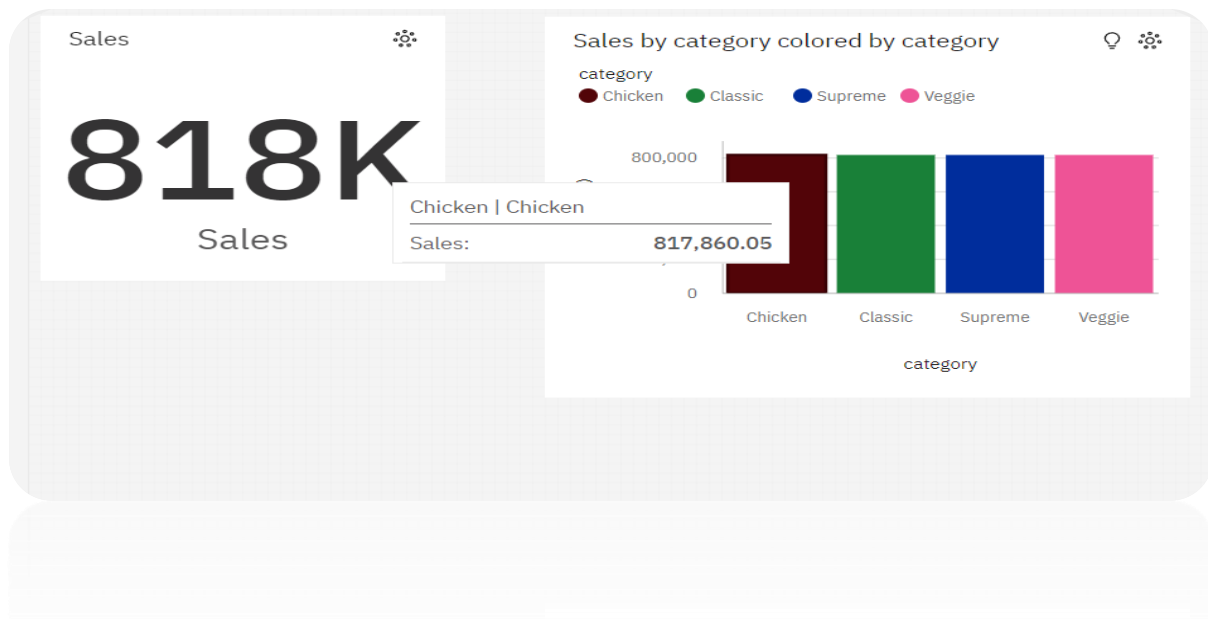 Sales
818K
Sales
Sales by category colored by category
category
Chicken Classic Supreme Veggie
800,000
0
Chicken | Chicken
Sales: 817,860.05
Chicken Classic Supreme Veggie
category